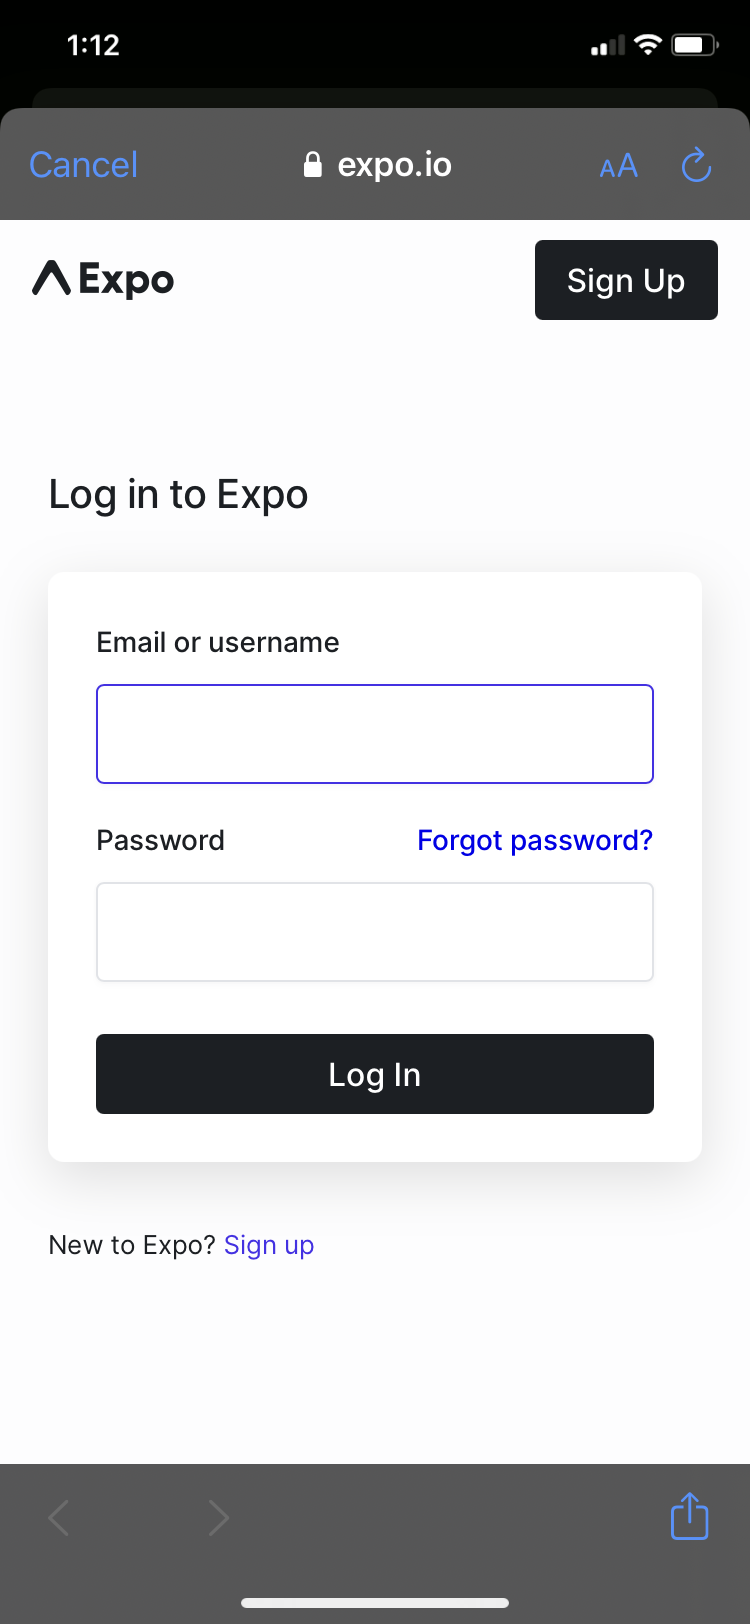 1:12
Cancel expo.io AA
Expo Sign Up
Log in to Expo
Email or username
Password Forgot password?
Log In
New to Expo? Sign up